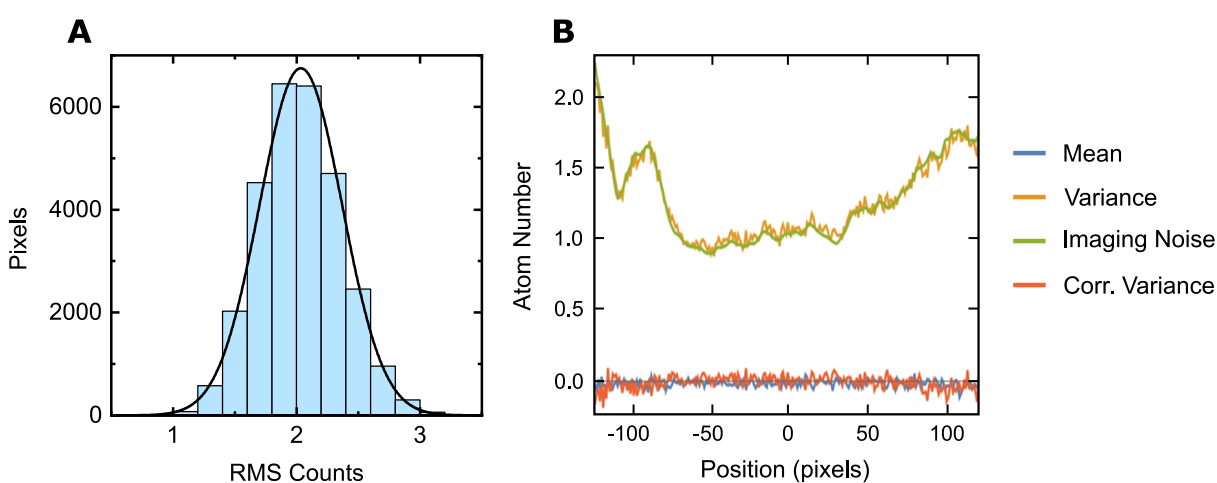 A
B
6000
4000
2000
0
Pixels
1
2
3
RMS Counts
2.0
1.5
1.0
0.5
0.0
Atom Number
-100
-50
0
50
100
Position (pixels)
Mean
Variance
Imaging Noise
Corr. Variance